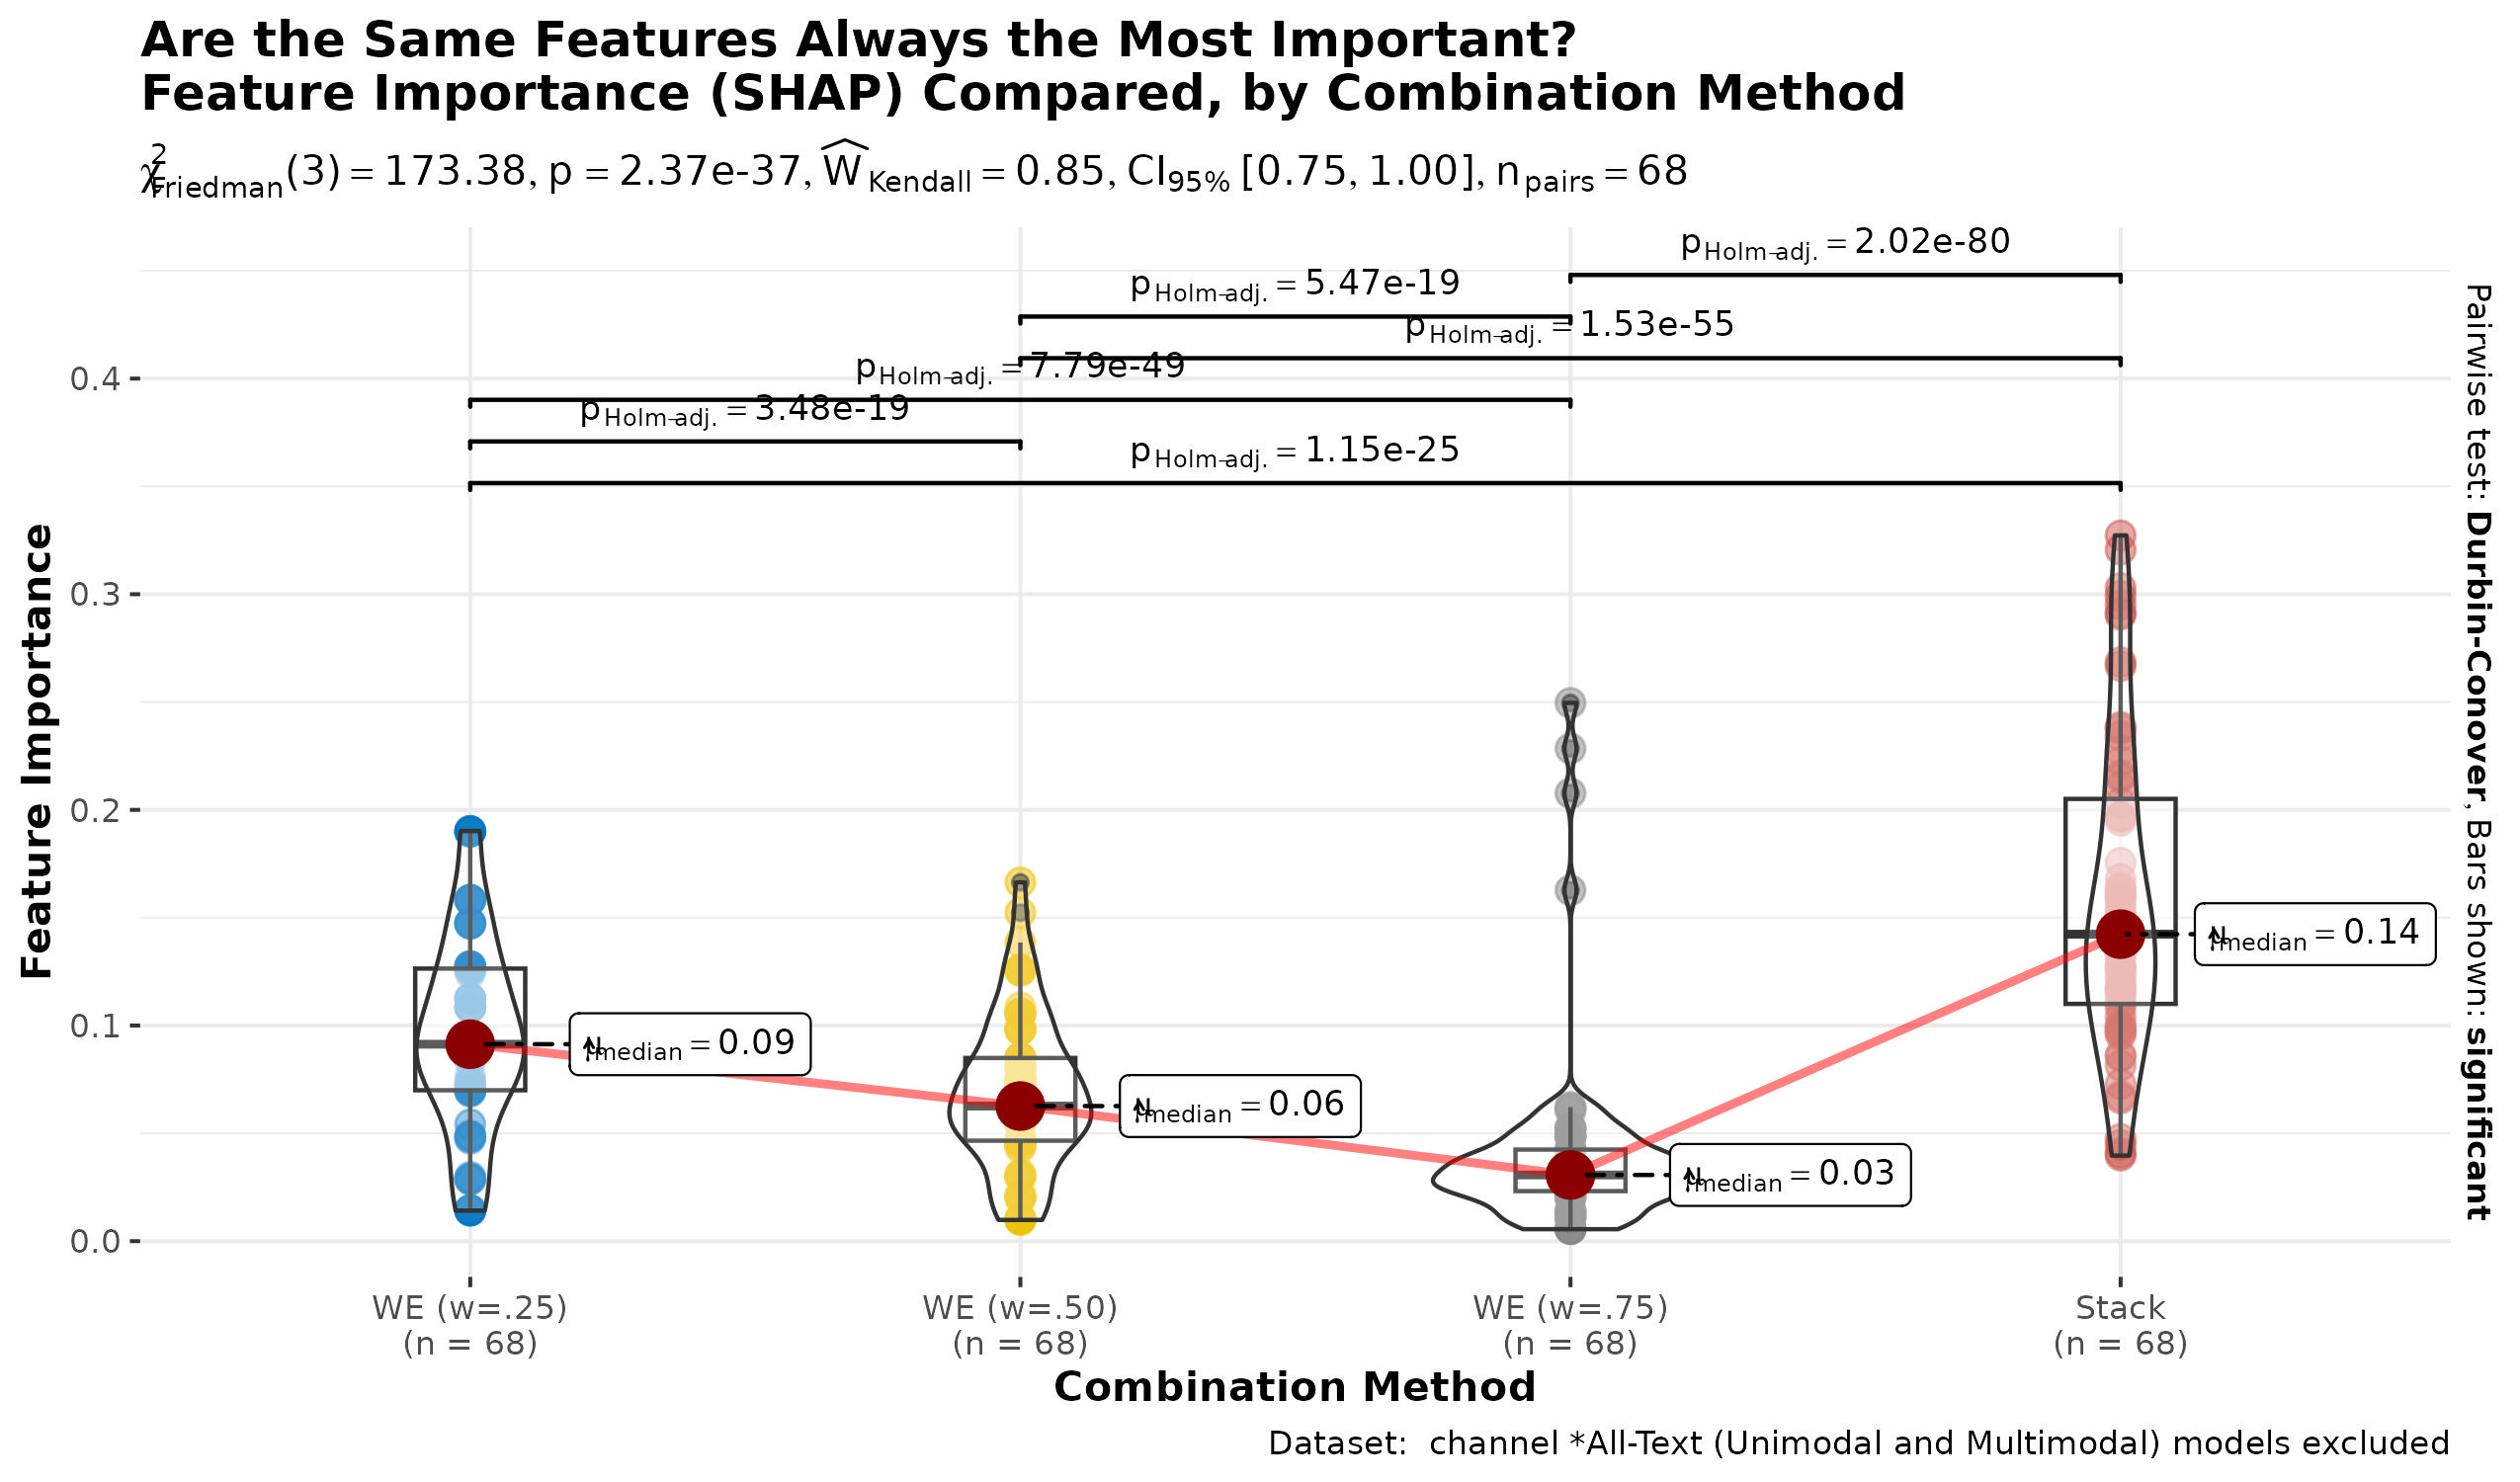 Are the Same Features Always the Most Important?
Feature Importance (SHAP) Compared, by Combination Method
χ²Friedman(3) = 173.38, p = 2.37e-37, ŴKendall = 0.85, CI95% [0.75, 1.00], npairs = 68
pHolm-adj. = 2.02e-80
pHolm-adj. = 5.47e-19
pHolm-adj. = 1.53e-55
pHolm-adj. = 7.79e-49
pHolm-adj. = 3.48e-19
pHolm-adj. = 1.15e-25
Feature Importance
0.4
0.3
0.2
0.1
0.0
μ̂median = 0.09
μ̂median = 0.06
μ̂median = 0.03
μ̂median = 0.14
Pairwise test: Durbin-Conover, Bars shown: significant
WE (w=.25)
(n = 68)
WE (w=.50)
(n = 68)
WE (w=.75)
(n = 68)
Stack
(n = 68)
Combination Method
Dataset:  channel *All-Text (Unimodal and Multimodal) models excluded